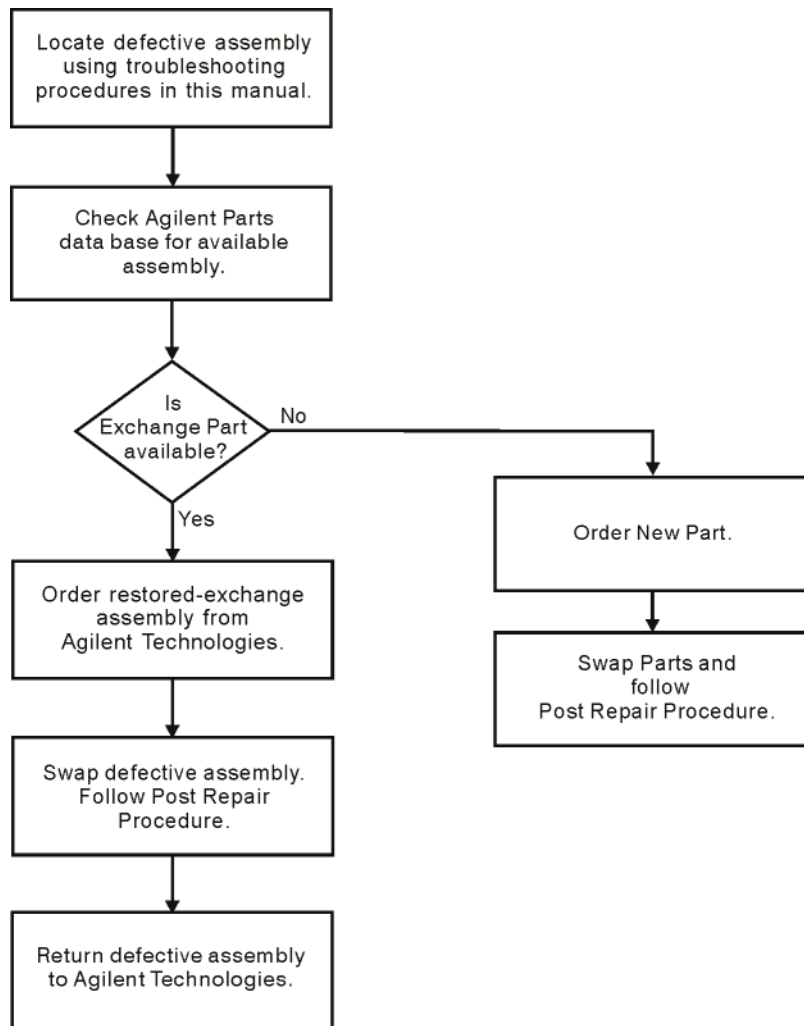 Locate defective assembly
using troubleshooting
procedures in this manual.
Check Agilent Parts
data base for available
assembly.
Is
Exchange Part
available?
No
Yes
Order New Part.
Order restored-exchange
assembly from
Agilent Technologies.
Swap Parts and
follow
Post Repair Procedure.
Swap defective assembly.
Follow Post Repair
Procedure.
Return defective assembly
to Agilent Technologies.